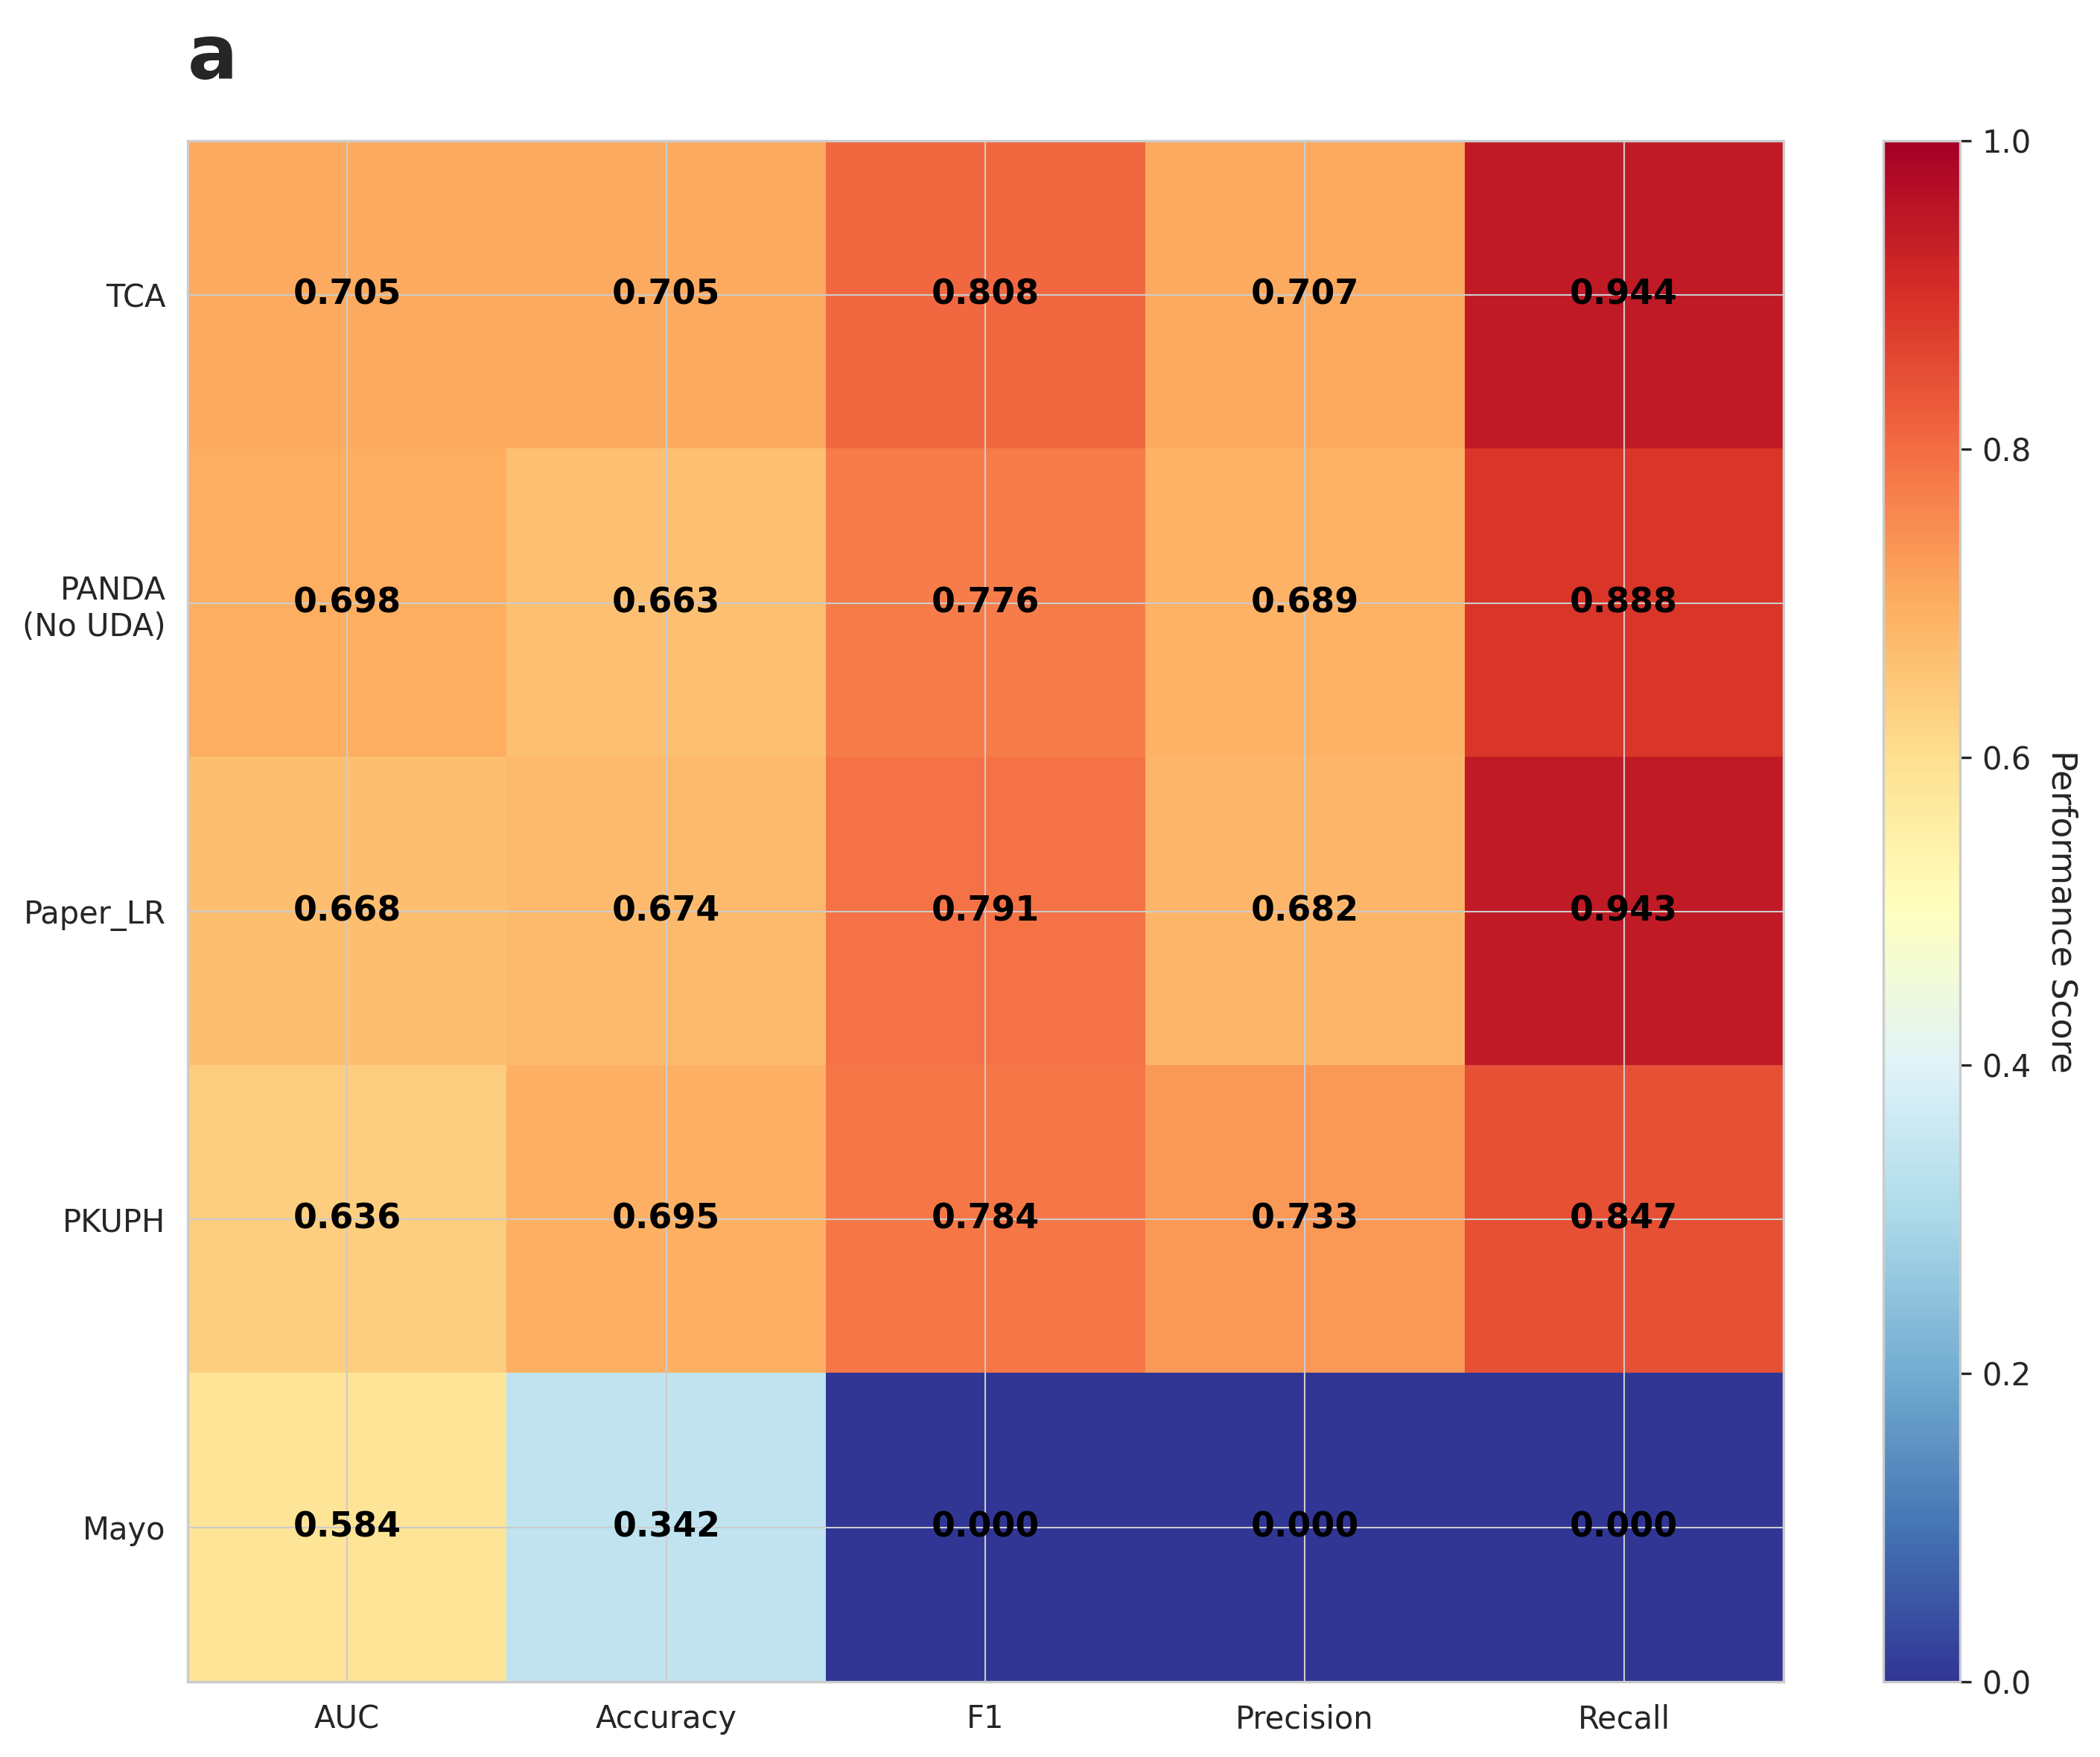 a
TCA 0.705 0.705 0.808 0.707 0.944
PANDA
(No UDA) 0.698 0.663 0.776 0.689 0.888
Paper_LR 0.668 0.674 0.791 0.682 0.943
PKUPH 0.636 0.695 0.784 0.733 0.847
Mayo 0.584 0.342 0.000 0.000 0.000
AUC Accuracy F1 Precision Recall
1.0
0.8
0.6
0.4
0.2
0.0
Performance Score